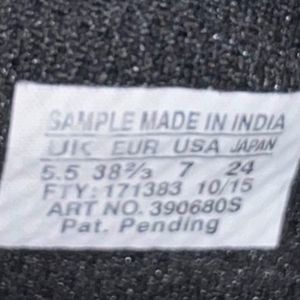 SAMPLE MADE IN INDIA
UK EUR USA JAPAN
5.5 38⅔ 7 24
FTY: 171383 10/15
ART NO. 390680S
Pat. Pending